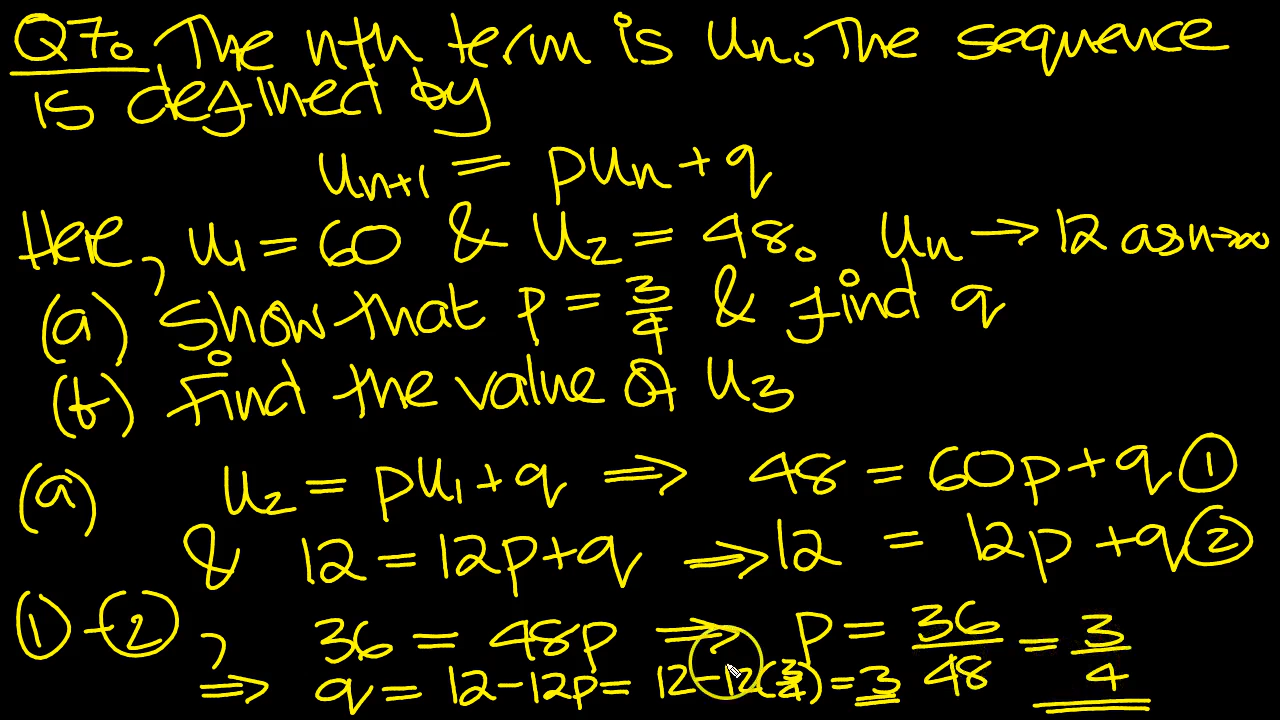 Q7. The nth term is Un. The sequence
is defined by
Uₙ₊₁ = pUₙ + q
Here, U₁ = 60 & U₂ = 48. Uₙ → 12 as n→∞
(a) Show that p = 3/4 & find q
(b) Find the value of U₃
(a) U₂ = pU₁ + q ⇒ 48 = 60p + q ①
& 12 = 12p + q ⇒ 12 = 12p + q ②
① - ②, 36 = 48p ⇒ p = 36/48 = 3/4
⇒ q = 12 - 12p = 12 - 12(3/4) = 3